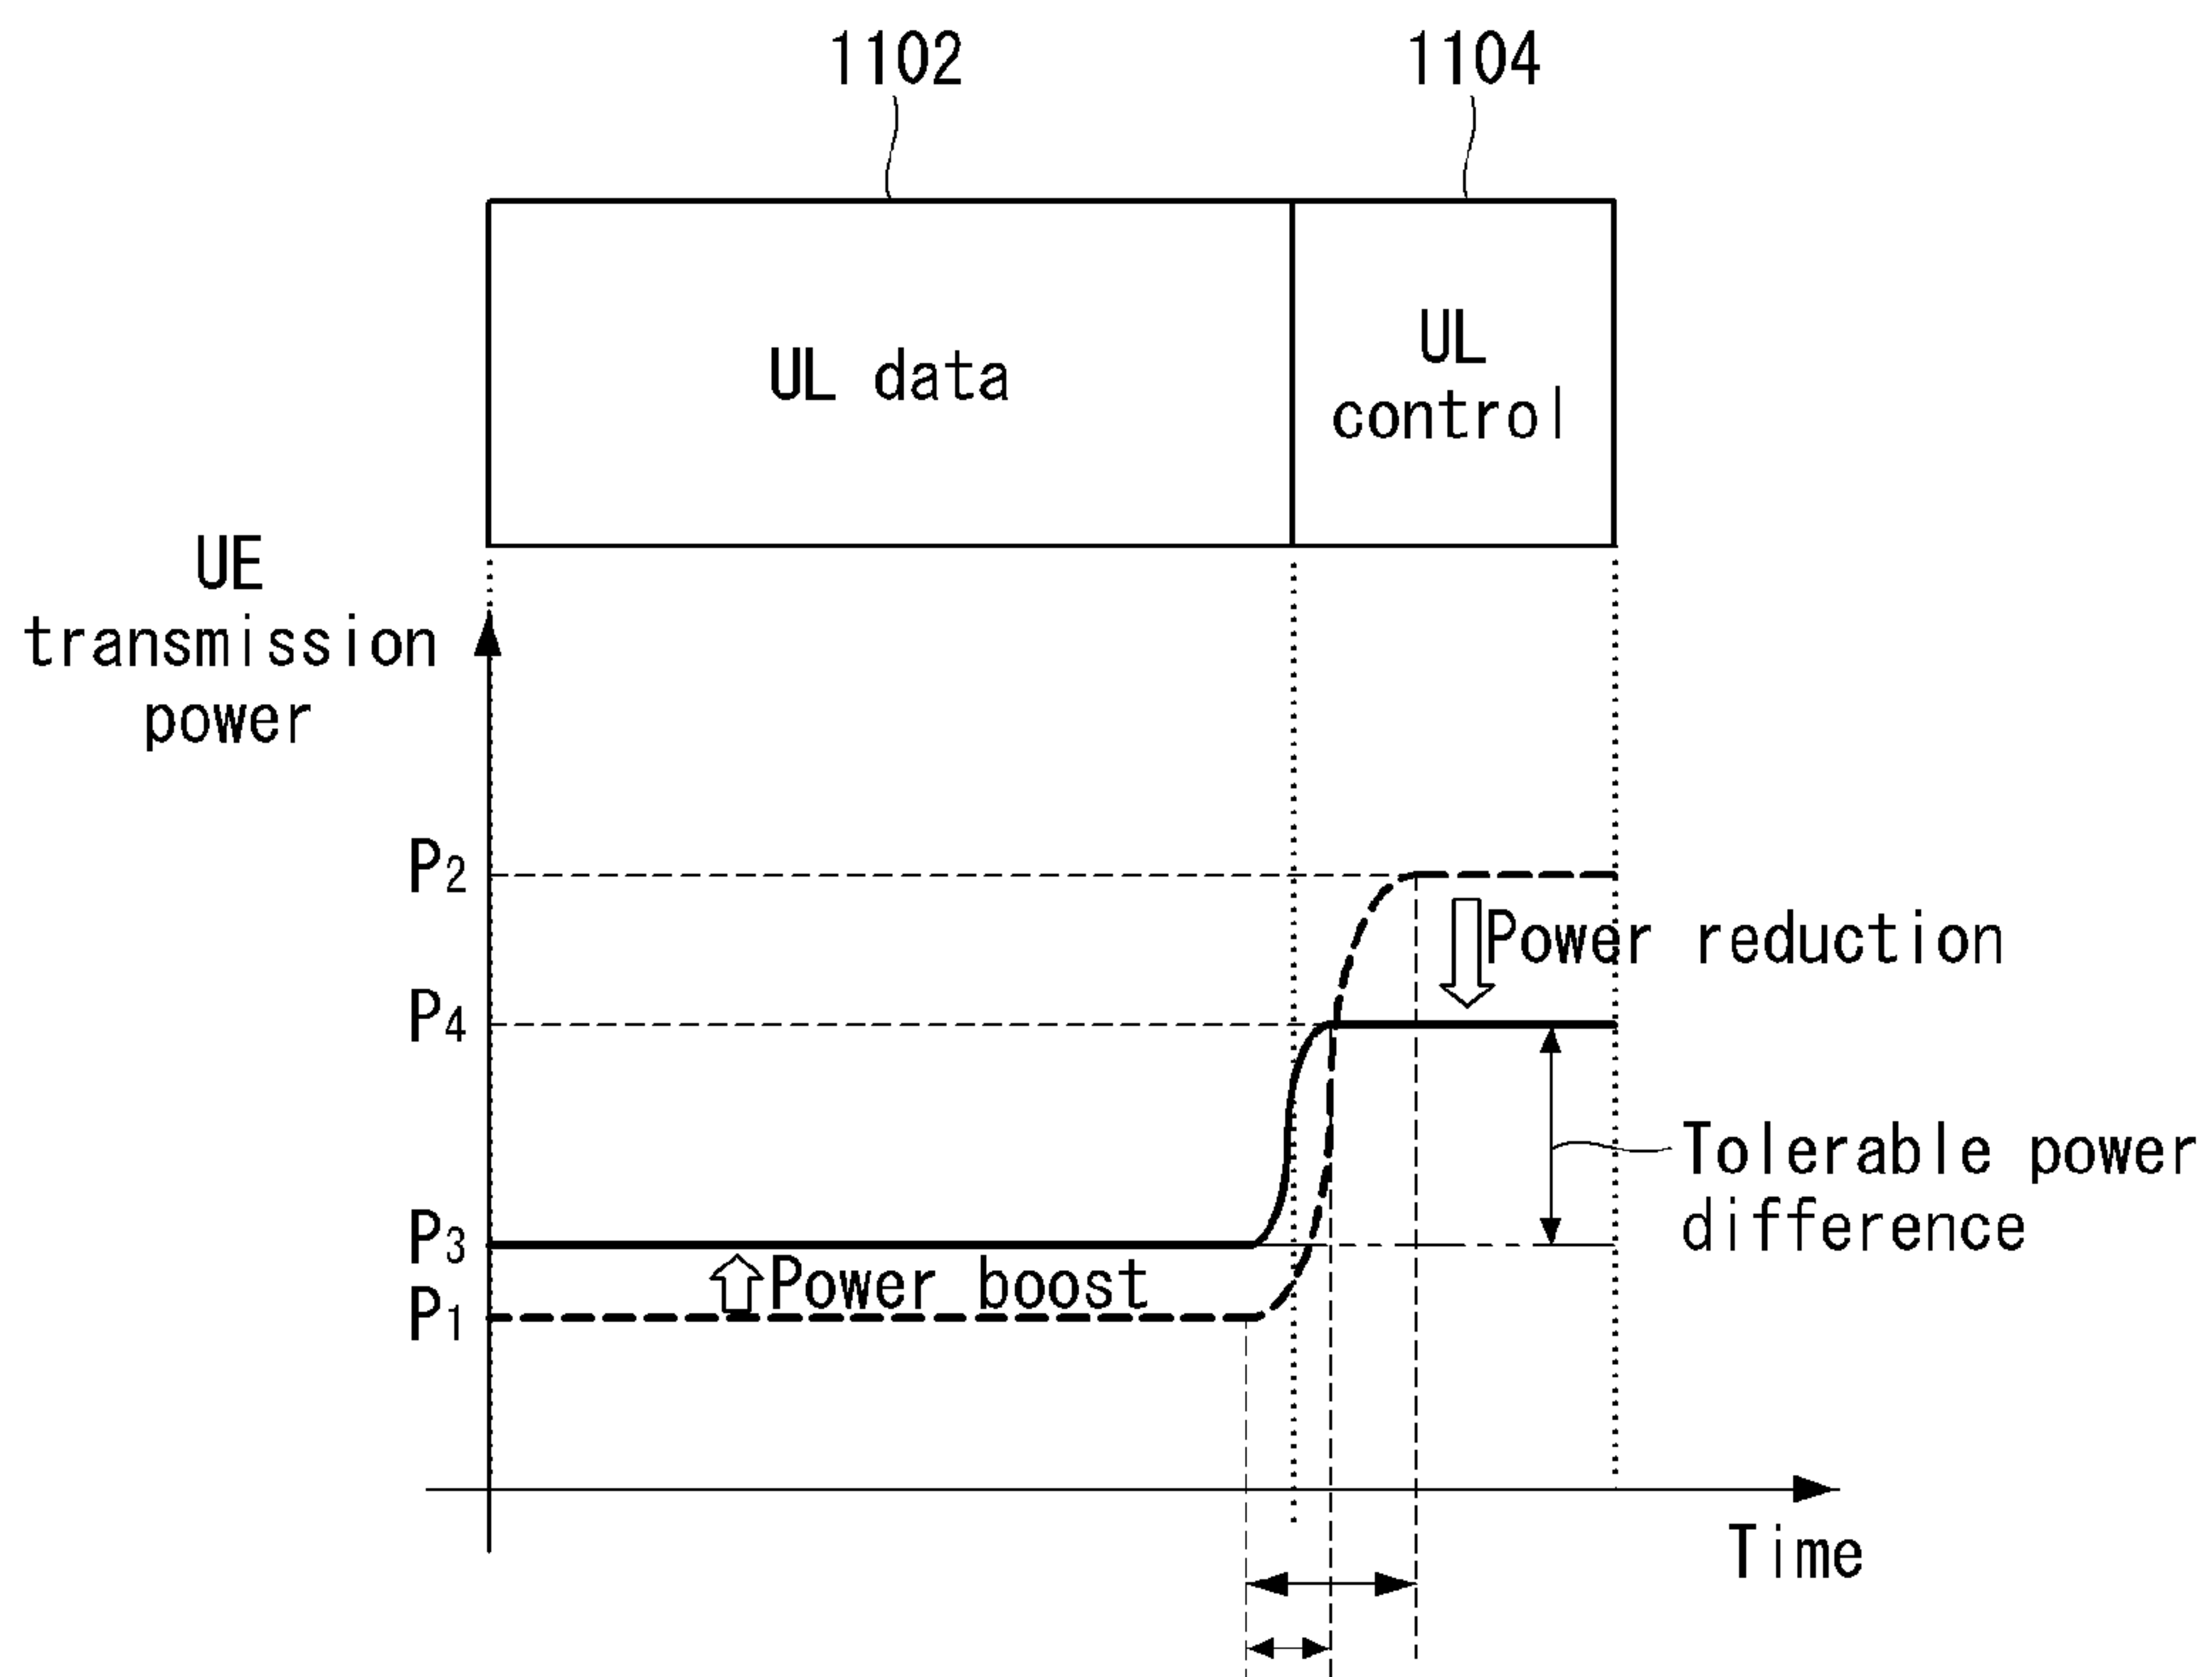 1102 1104
UL data
UL
control
UE
transmission
power
P2
Power reduction
P4
Tolerable power
difference
P3
Power boost
P1
Time